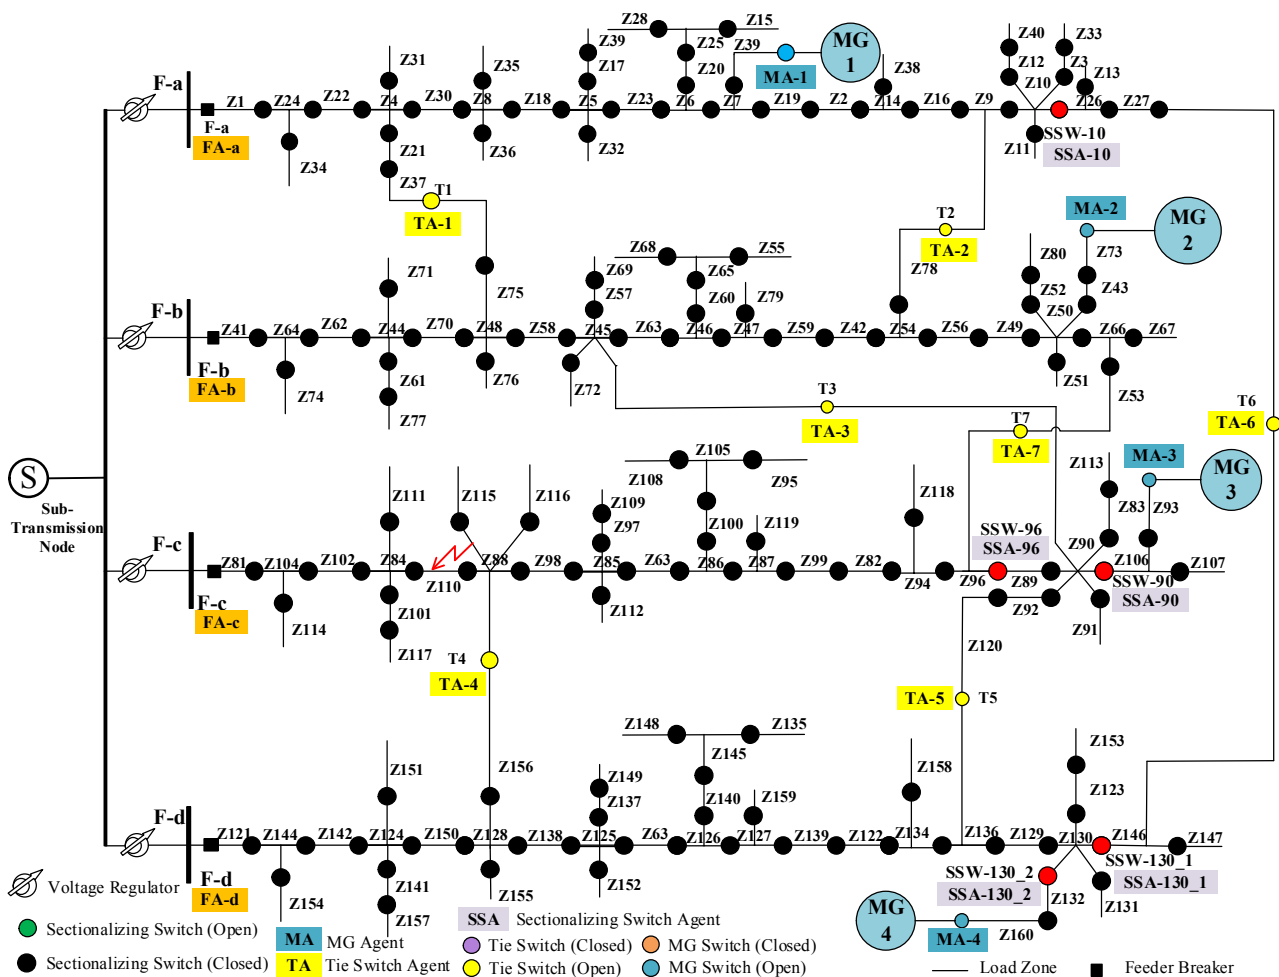 Z28
Z15
Z40
Z33
Z31
Z35
Z39
Z25
Z39
MG
1
Z12
Z3
F-a
Z17
Z20
MA-1
Z38
Z10
Z13
Z1
Z24
Z22
Z4
Z30
Z8
Z18
Z5
Z23
Z6
Z7
Z19
Z2
Z14
Z16
Z9
Z26
Z27
F-a
FA-a
Z34
Z21
Z36
Z32
Z11
SSW-10
SSA-10
Z37
T1
TA-1
T2
TA-2
MA-2
MG
2
Z68
Z55
Z80
Z73
Z71
Z75
Z69
Z65
Z78
Z57
Z60
Z79
Z52
Z43
F-b
Z50
Z41
Z64
Z62
Z44
Z70
Z48
Z58
Z45
Z63
Z46
Z47
Z59
Z42
Z54
Z56
Z49
Z66
Z67
F-b
FA-b
Z74
Z61
Z76
Z72
Z51
Z53
Z77
T3
TA-3
T7
TA-7
T6
TA-6
S
Sub-
Transmission
Node
Z105
Z108
Z95
Z113
MA-3
MG
3
Z111
Z115
Z116
Z109
Z118
Z83
Z93
Z97
Z100
Z119
SSW-96
SSA-96
F-c
Z90
Z81
Z104
Z102
Z84
Z88
Z98
Z85
Z63
Z86
Z87
Z99
Z82
Z94
Z96
Z89
Z106
Z107
Z110
SSW-90
SSA-90
F-c
FA-c
Z114
Z101
Z112
Z92
Z91
Z117
Z120
T4
TA-4
TA-5
T5
Z148
Z135
Z145
Z153
Z151
Z156
Z149
Z158
Z137
Z140
Z159
Z123
F-d
Z121
Z144
Z142
Z124
Z150
Z128
Z138
Z125
Z63
Z126
Z127
Z139
Z122
Z134
Z136
Z129
Z130
Z146
Z147
F-d
FA-d
Z154
Z141
Z155
Z152
SSW-130_2
SSA-130_2
SSW-130_1
SSA-130_1
Z157
Z132
Z131
MG
4
MA-4
Z160
Voltage Regulator
Sectionalizing Switch (Open)
Sectionalizing Switch (Closed)
MA MG Agent
TA Tie Switch Agent
SSA Sectionalizing Switch Agent
Tie Switch (Closed)
Tie Switch (Open)
MG Switch (Closed)
MG Switch (Open)
Load Zone
Feeder Breaker